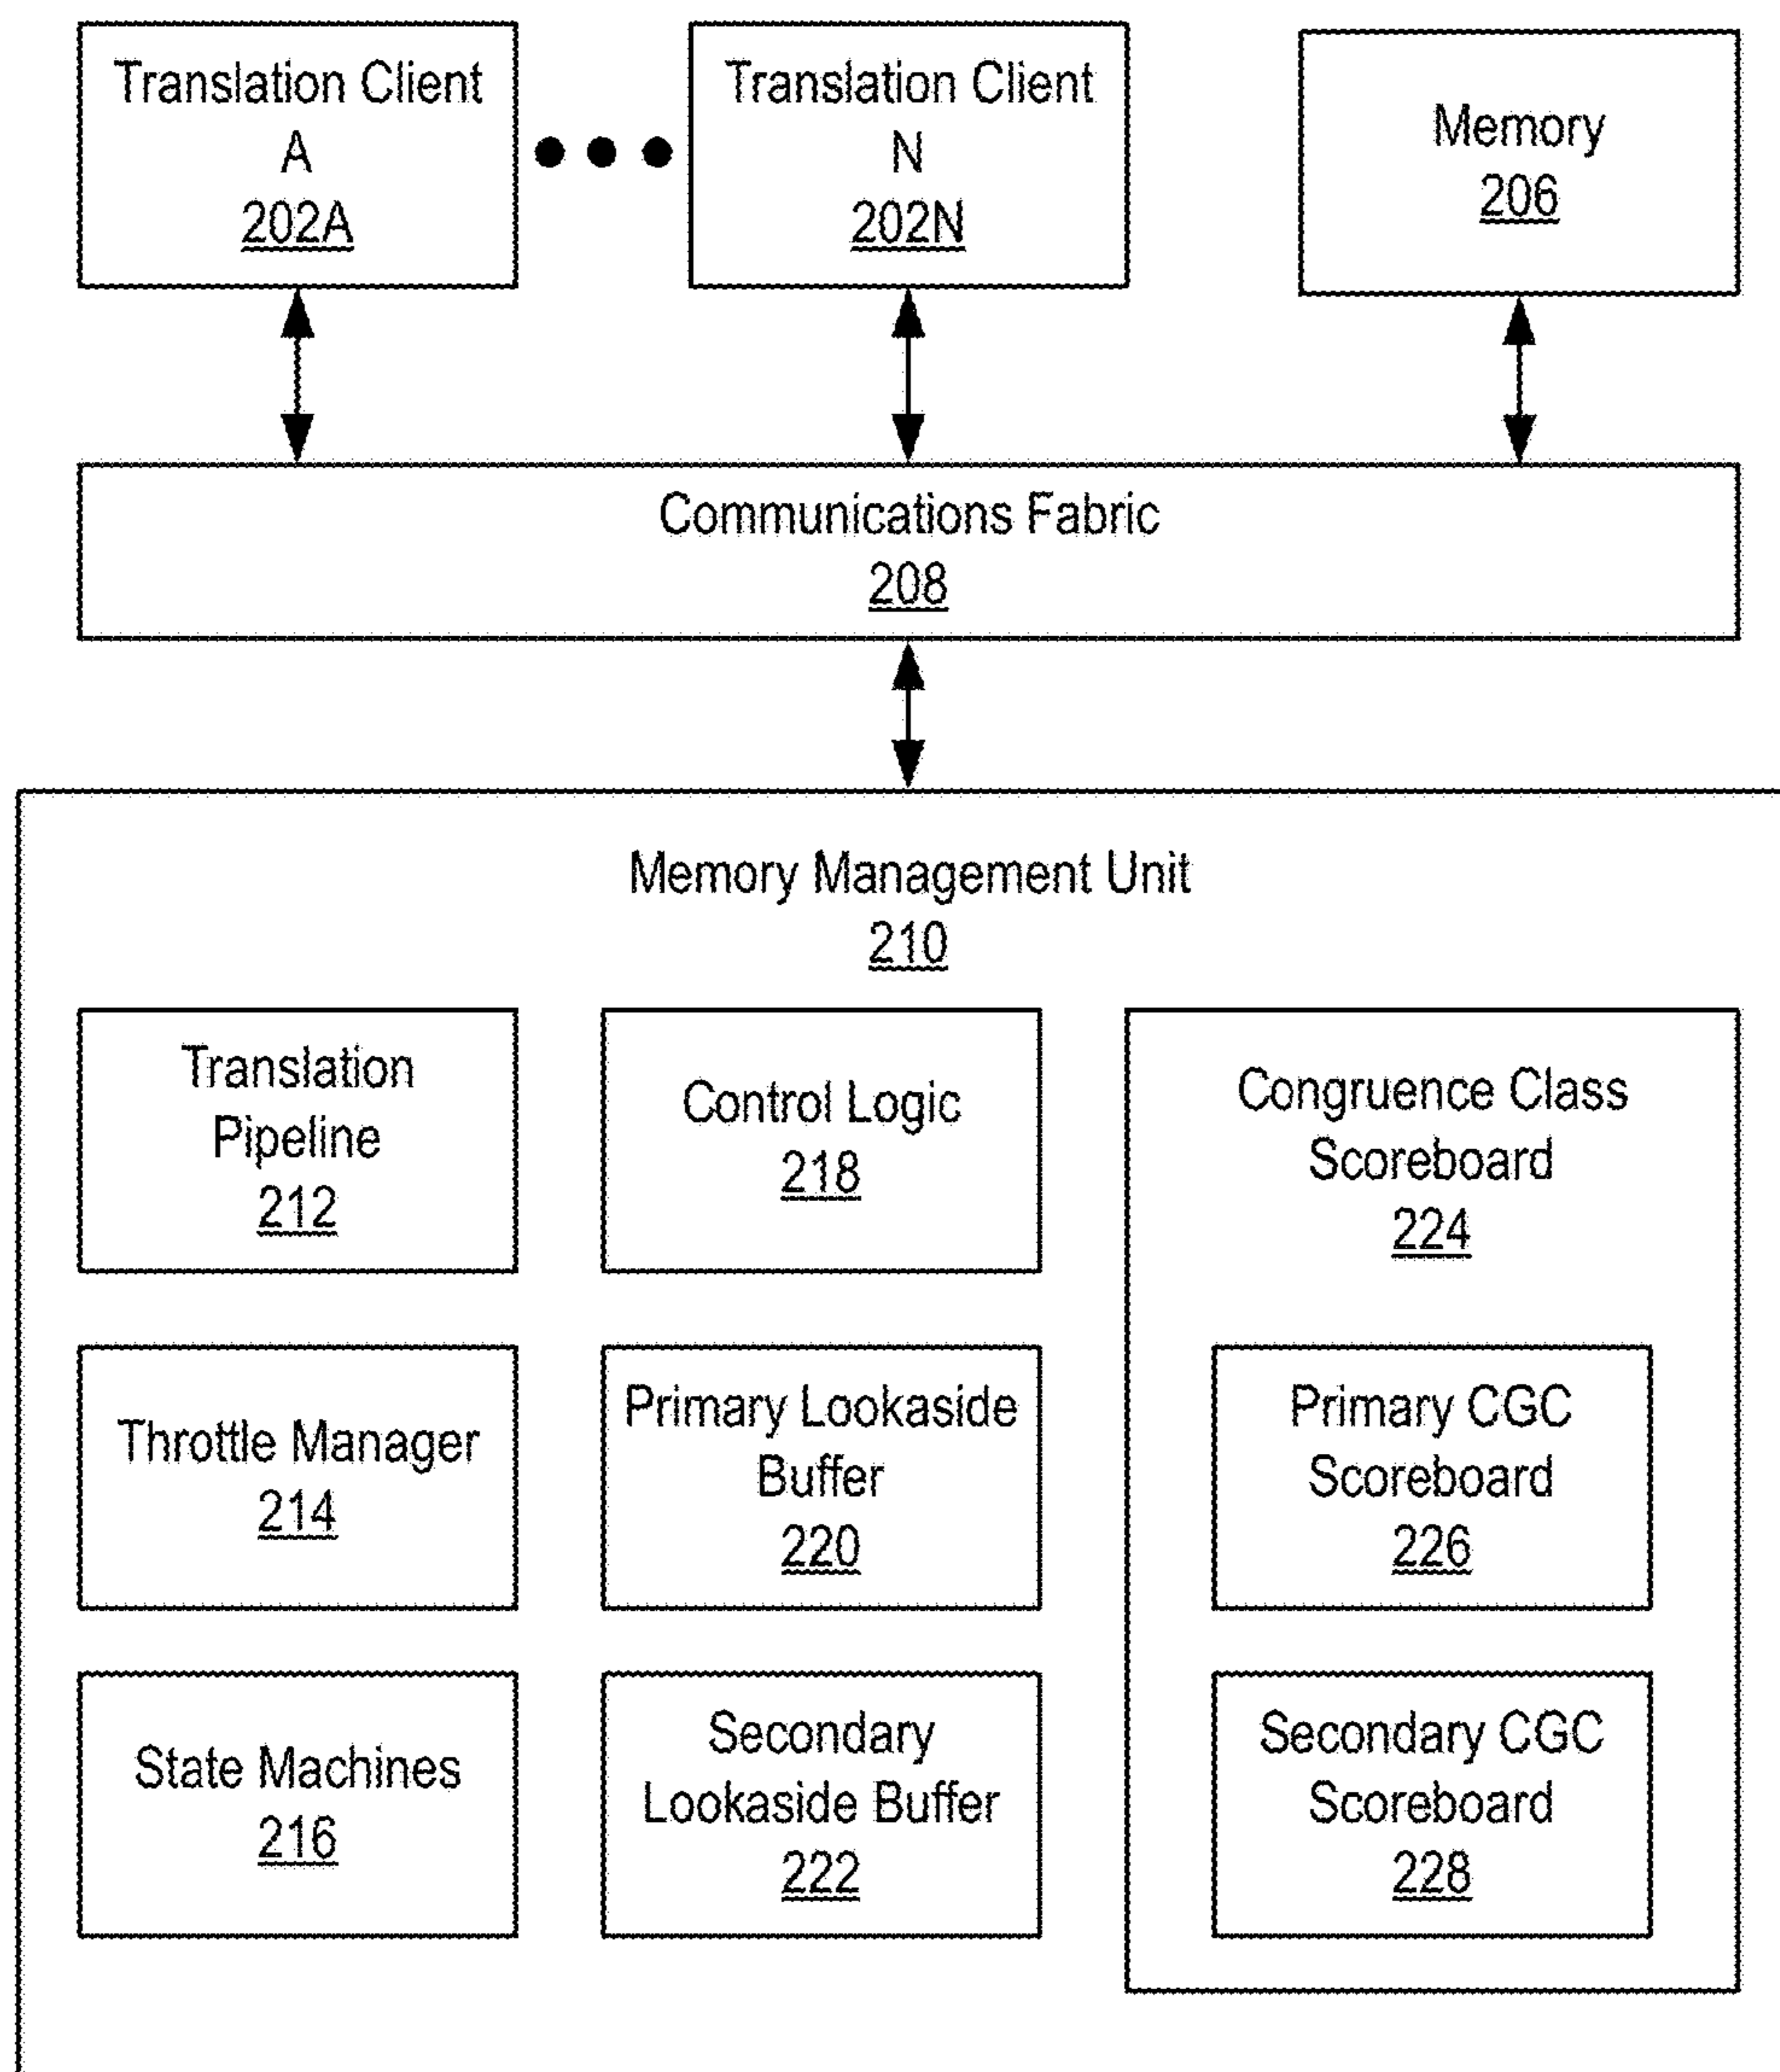 Translation Client
A
202A
Translation Client
N
202N
Memory
206
Communications Fabric
208
Memory Management Unit
210
Translation
Pipeline
212
Control Logic
218
Congruence Class
Scoreboard
224
Throttle Manager
214
Primary Lookaside
Buffer
220
Primary CGC
Scoreboard
226
State Machines
216
Secondary
Lookaside Buffer
222
Secondary CGC
Scoreboard
228